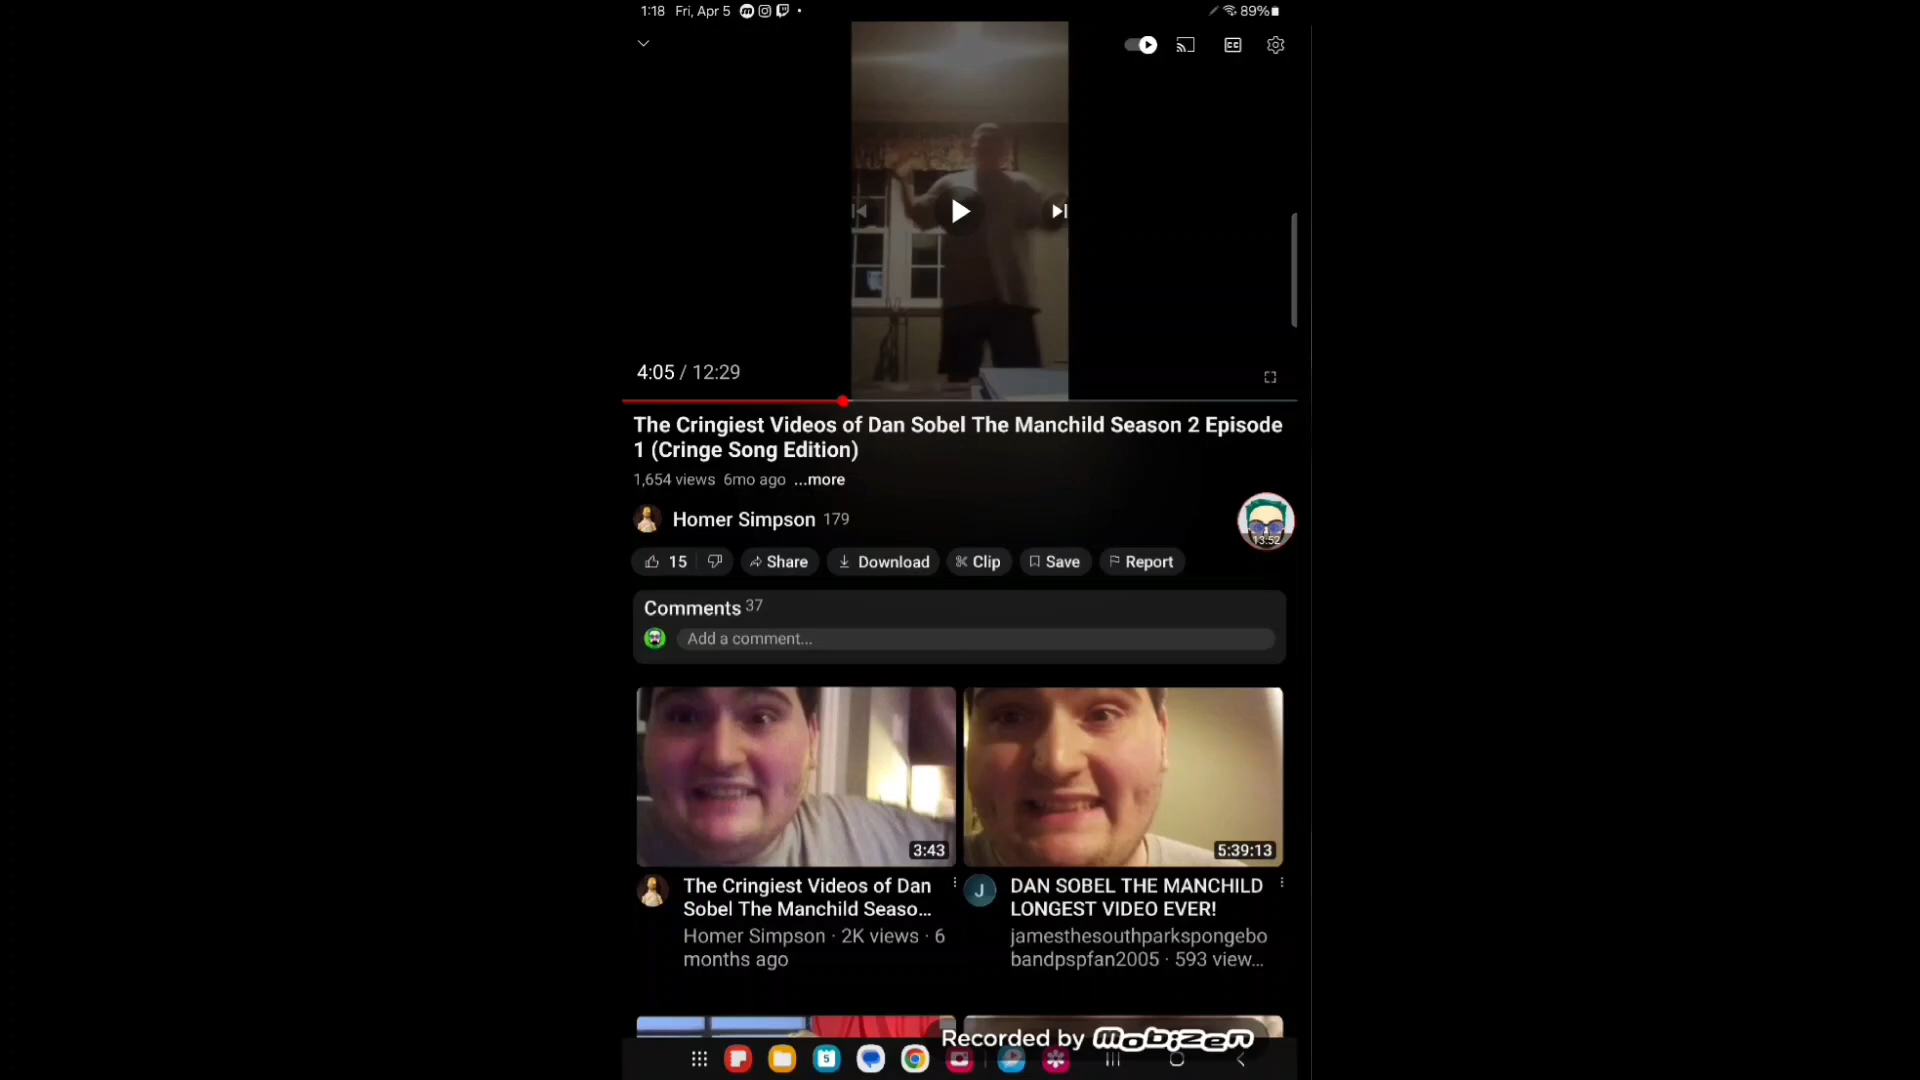 1:18 Fri, Apr 5
89%
CC
4:05 / 12:29
The Cringiest Videos of Dan Sobel The Manchild Season 2 Episode
1 (Cringe Song Edition)
1,654 views 6mo ago ...more
Homer Simpson 179
13:52
15 Share Download Clip Save Report
Comments 37
Add a comment...
3:43
5:39:13
The Cringiest Videos of Dan
Sobel The Manchild Seaso...
Homer Simpson · 2K views · 6
months ago
J
DAN SOBEL THE MANCHILD
LONGEST VIDEO EVER!
jamesthesouthparkspongebo
bandpspfan2005 · 593 view...
Recorded by mobizen
5